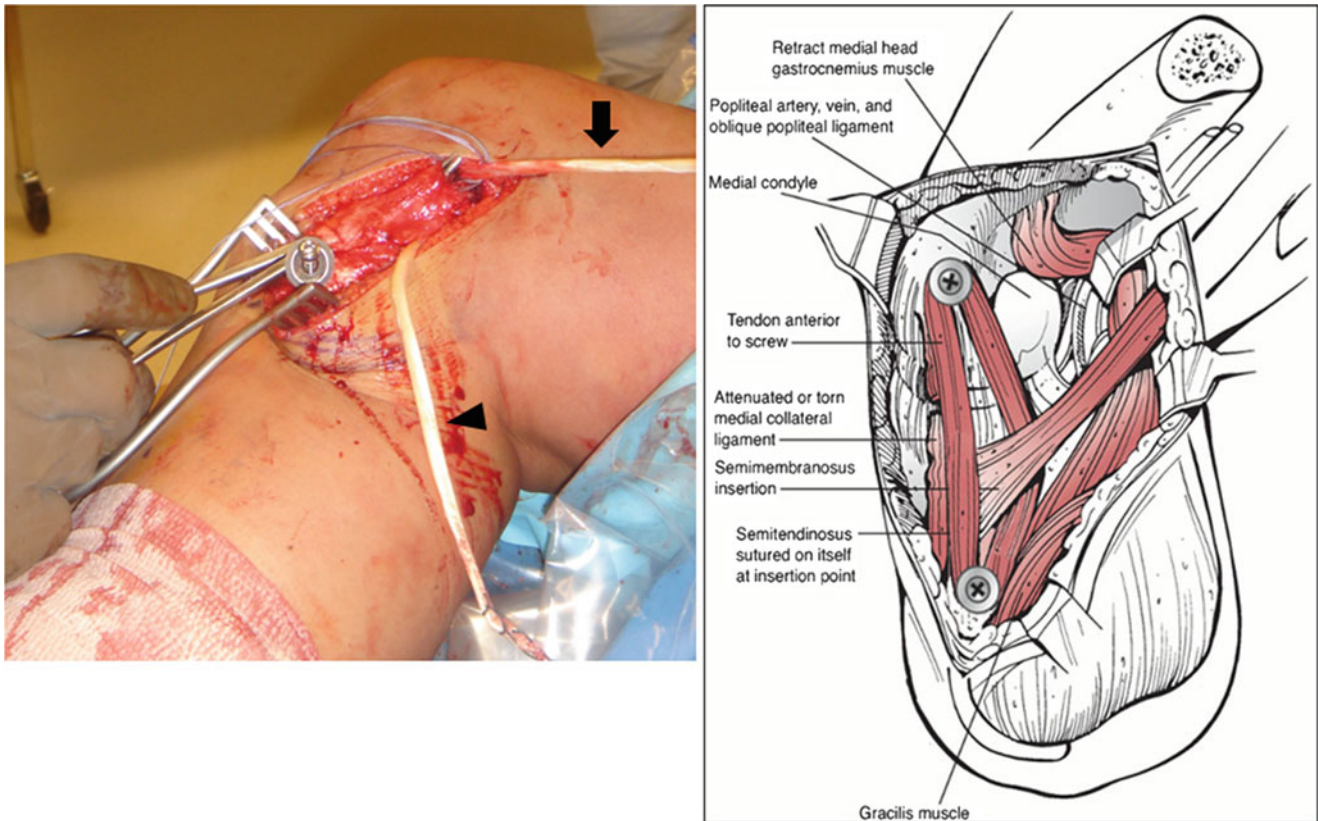 Retract medial head
gastrocnemius muscle
Popliteal artery, vein, and
oblique popliteal ligament
Medial condyle
Tendon anterior
to screw
Attenuated or torn
medial collateral
ligament
Semimembranosus
insertion
Semitendinosus
sutured on itself
at insertion point
Gracilis muscle